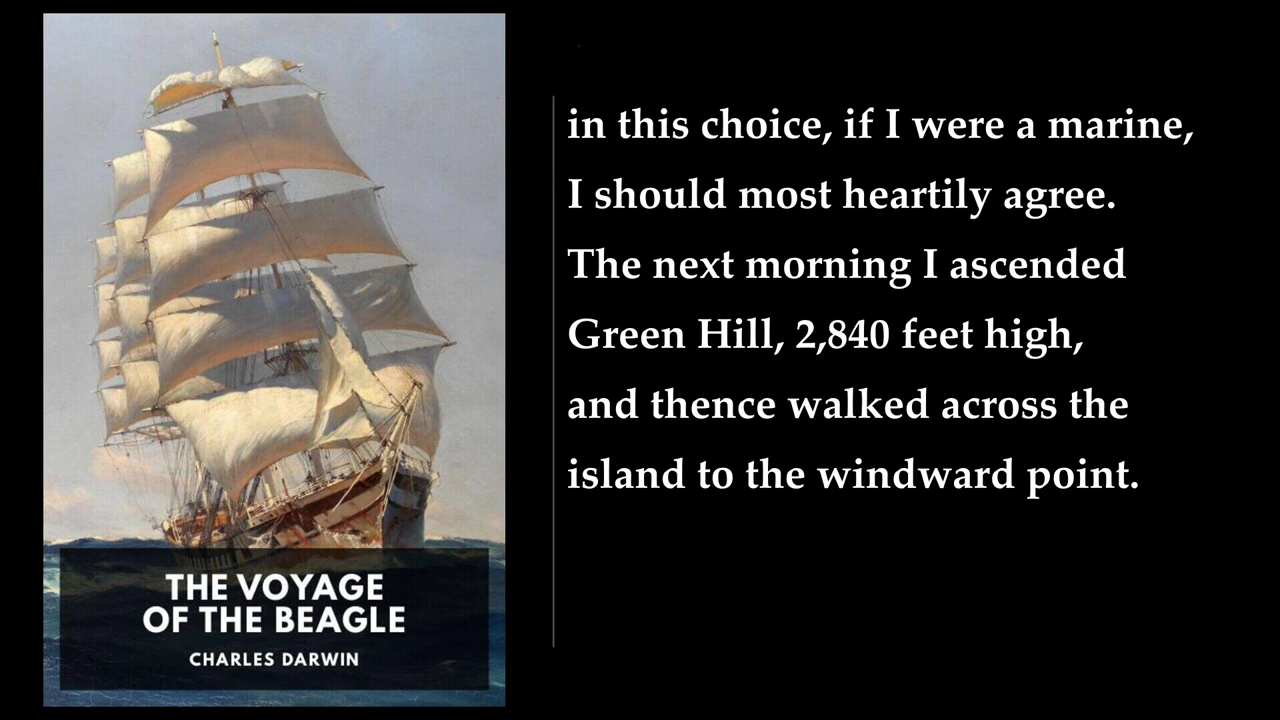 THE VOYAGE
OF THE BEAGLE
CHARLES DARWIN
in this choice, if I were a marine,
I should most heartily agree.
The next morning I ascended
Green Hill, 2,840 feet high,
and thence walked across the
island to the windward point.